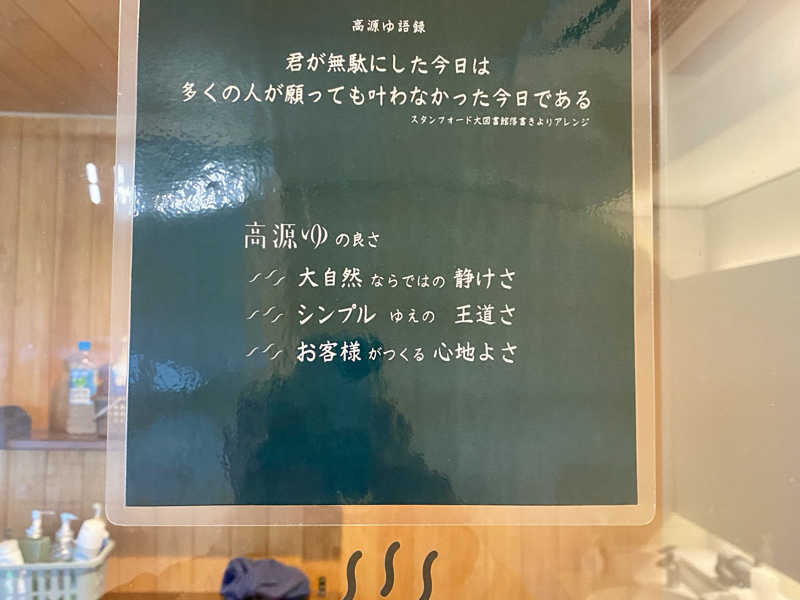 高源ゆ語録
君が無駄にした今日は
多くの人が願っても叶わなかった今日である
スタンフォード大図書館落書きよりアレンジ
高源ゆ の良さ
大自然 ならではの 静けさ
シンプル ゆえの 王道さ
お客様 がつくる 心地よさ